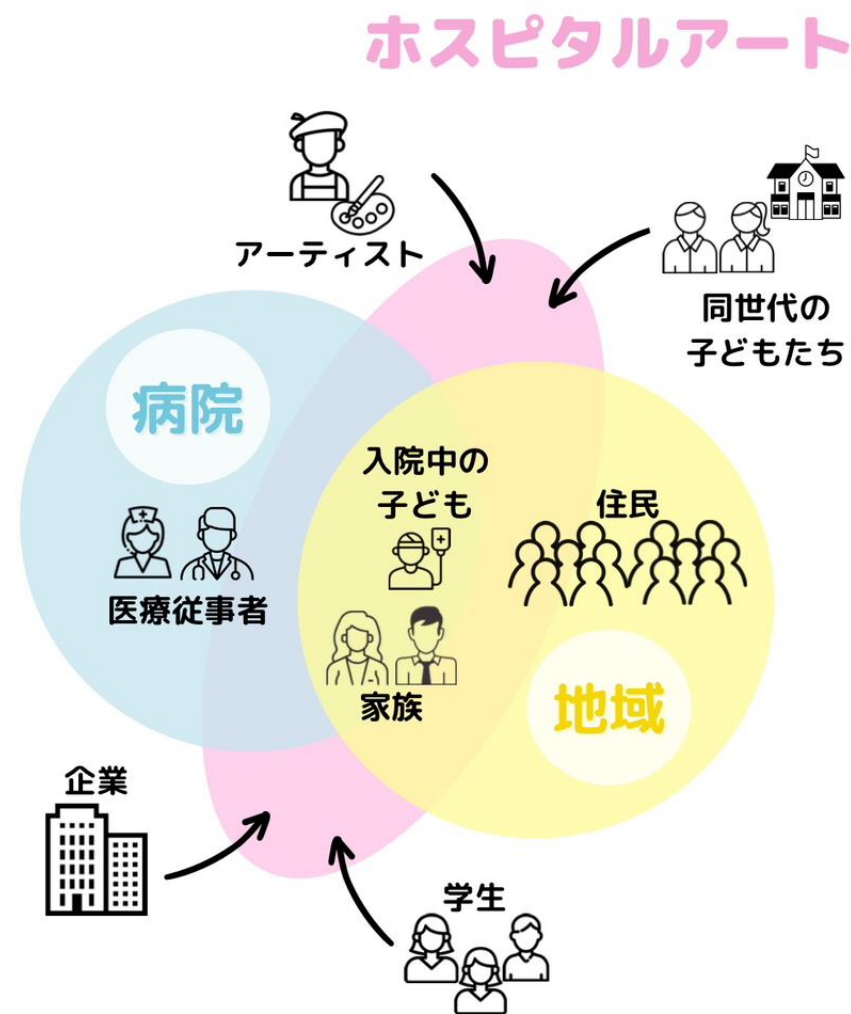 ホスピタルアート
アーティスト
同世代の
子どもたち
病院
入院中の
子ども
住民
医療従事者
家族
地域
企業
学生